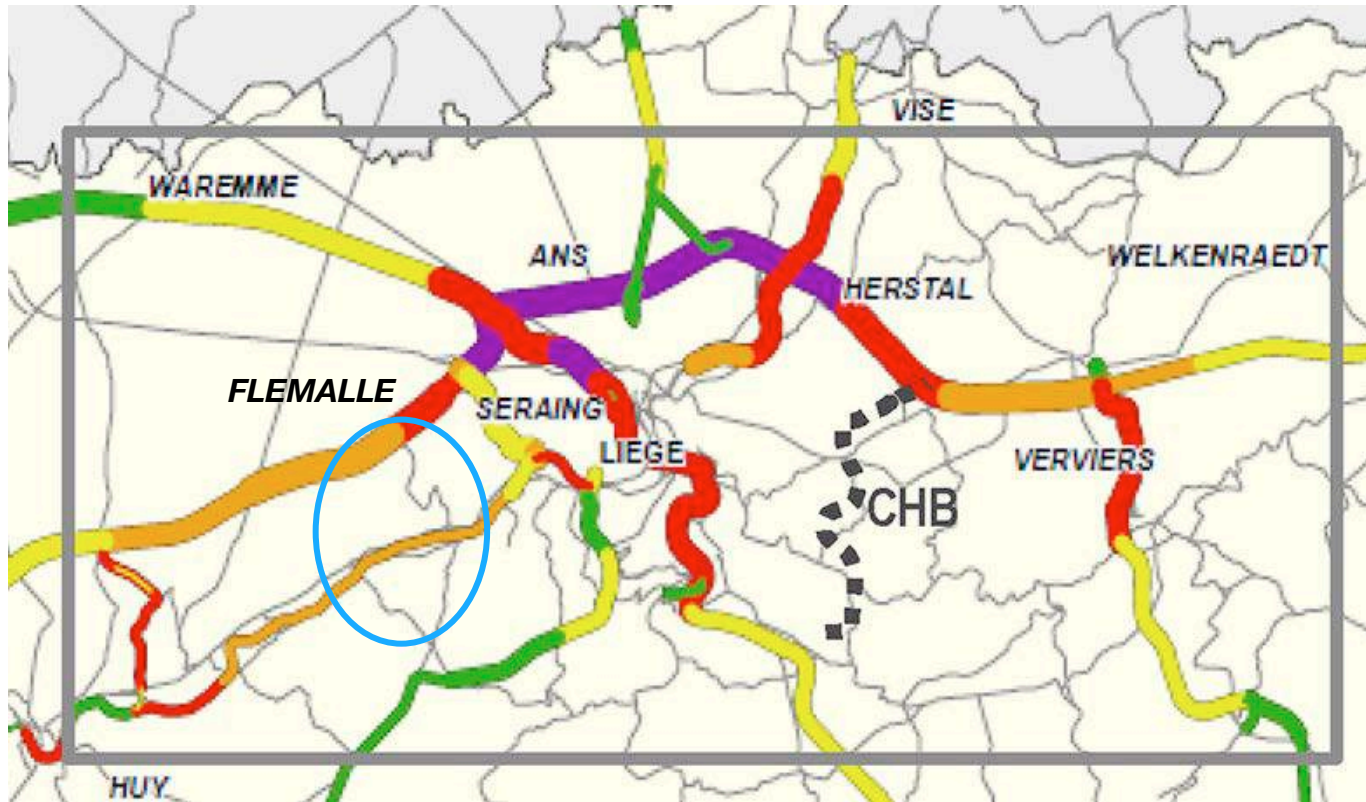 VISE
WAREMME
ANS
WELKENRAEDT
HERSTAL
FLEMALLE
SERAING
LIEGE
VERVIERS
CHB
HUY